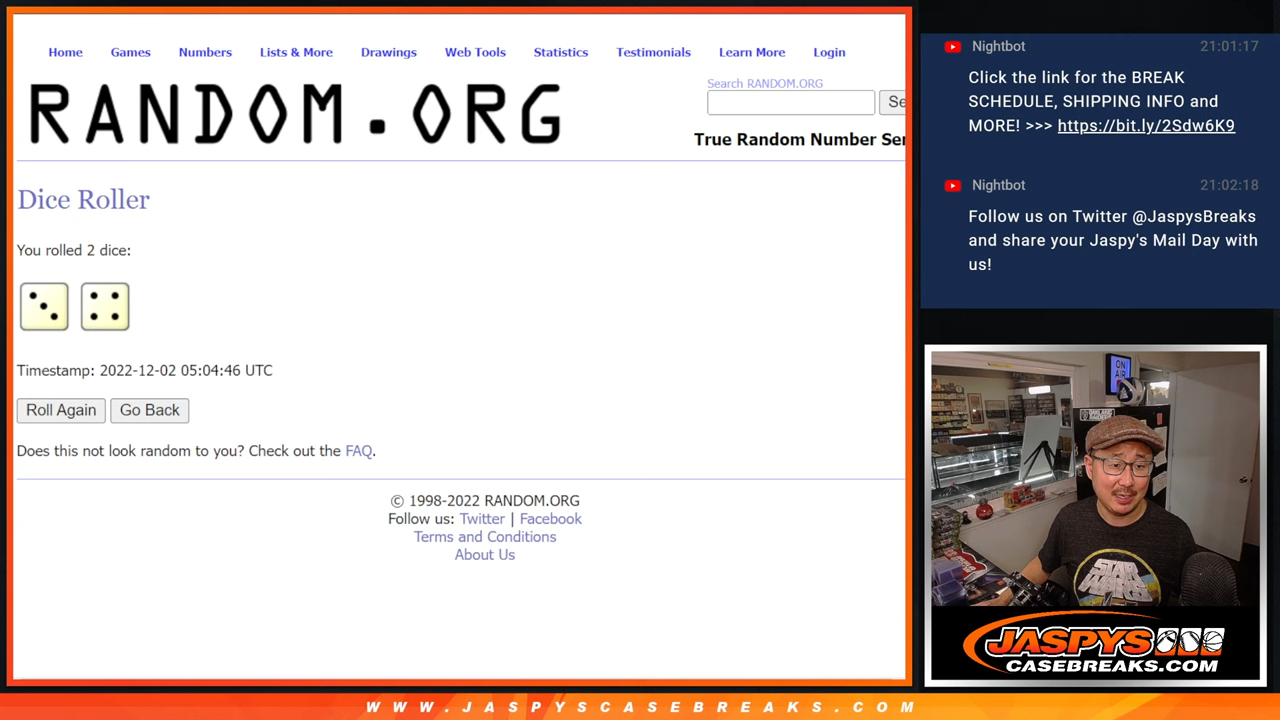 Home Games Numbers Lists & More Drawings Web Tools Statistics Testimonials Learn More Login
RANDOM.ORG
Search RANDOM.ORG
Se
True Random Number Ser
Dice Roller
You rolled 2 dice:
Timestamp: 2022-12-02 05:04:46 UTC
Roll Again Go Back
Does this not look random to you? Check out the FAQ.
© 1998-2022 RANDOM.ORG
Follow us: Twitter | Facebook
Terms and Conditions
About Us
Nightbot 21:01:17
Click the link for the BREAK
SCHEDULE, SHIPPING INFO and
MORE! >>> https://bit.ly/2Sdw6K9
Nightbot 21:02:18
Follow us on Twitter @JaspysBreaks
and share your Jaspy's Mail Day with
us!
ON
AIR
STAR
WARS
JASPYS
CASEBREAKS.COM
WWW.JASPYSCASEBREAKS.COM